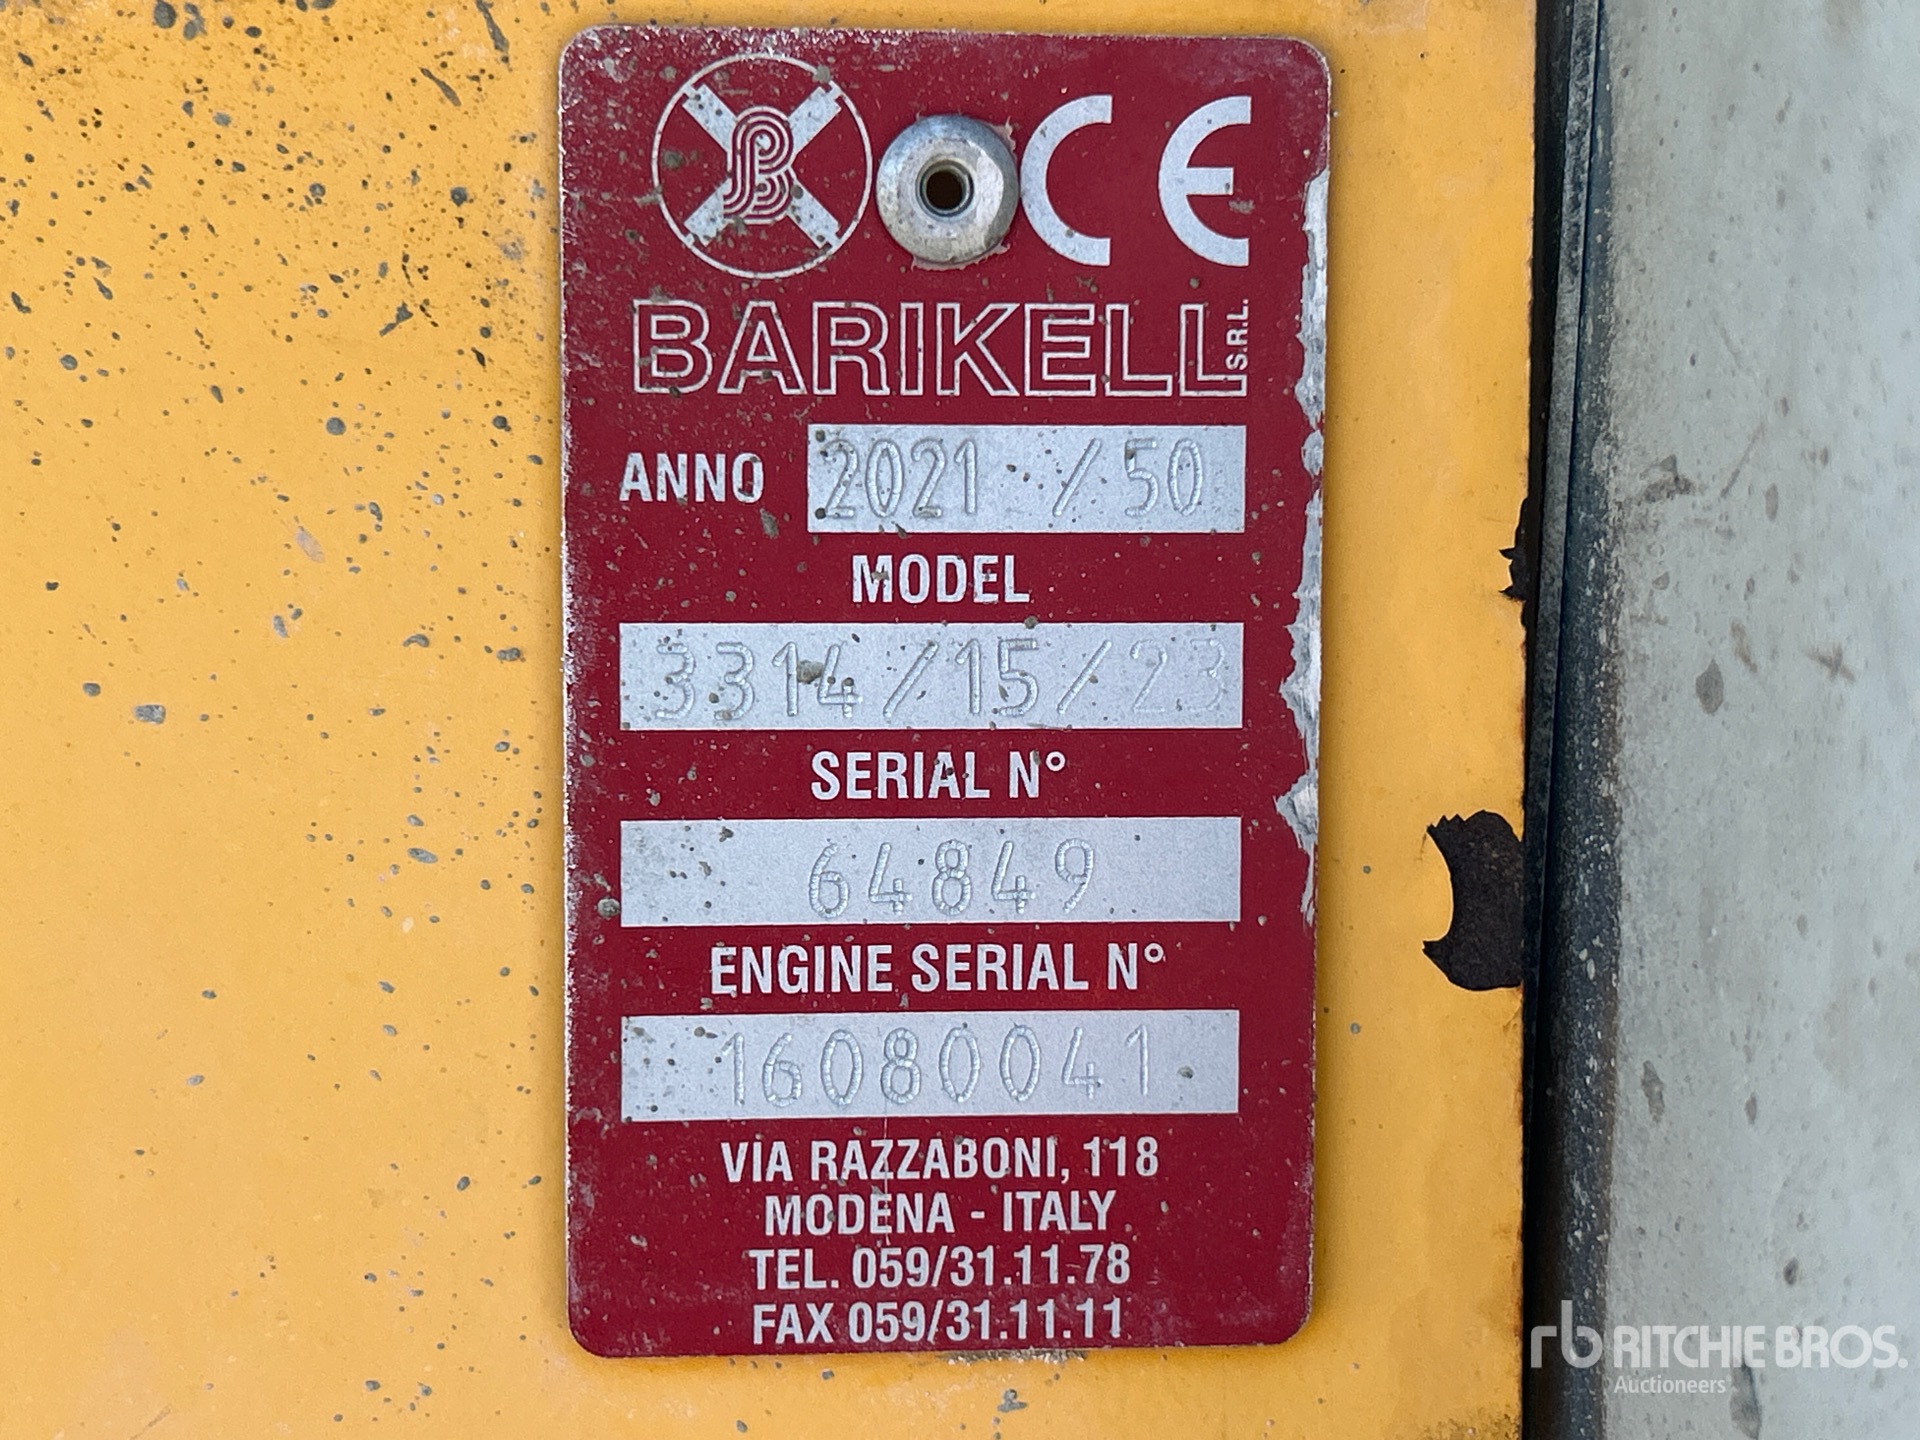 B
CE
BARIKELL S.R.L.
ANNO 2021 /50
MODEL
3314/15/23
SERIAL N°
64849
ENGINE SERIAL N°
16080041
VIA RAZZABONI, 118
MODENA - ITALY
TEL. 059/31.11.78
FAX 059/31.11.11
rb RITCHIE BROS.
Auctioneers